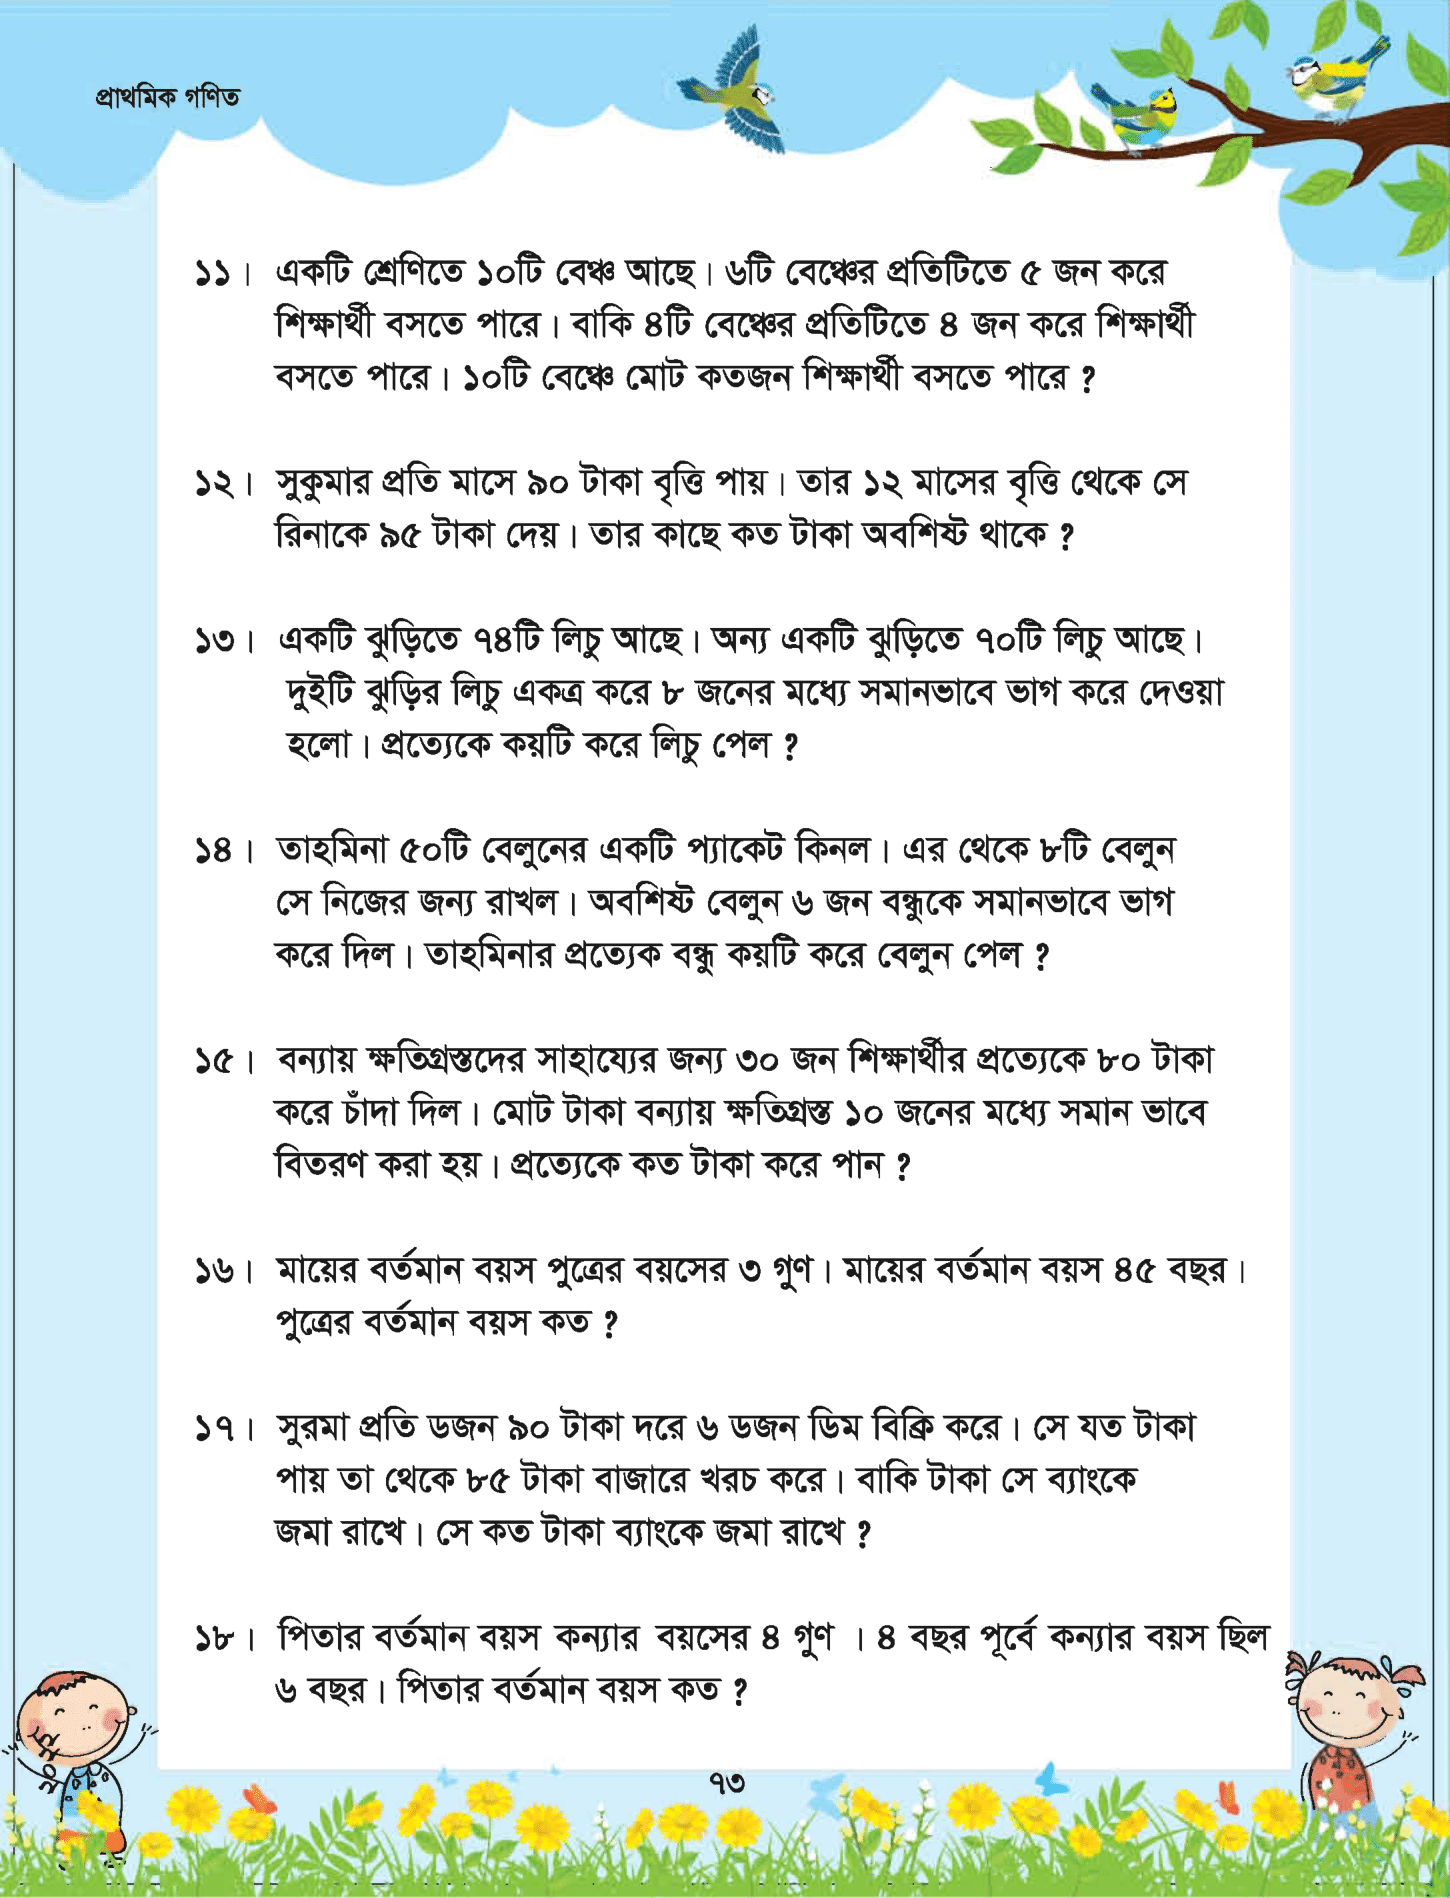 প্রাথমিক গণিত
১১। একটি শ্রেণিতে ১০টি বেঞ্চ আছে। ৬টি বেঞ্চের প্রতিটিতে ৫ জন করে
শিক্ষার্থী বসতে পারে। বাকি ৪টি বেঞ্চের প্রতিটিতে ৪ জন করে শিক্ষার্থী
বসতে পারে। ১০টি বেঞ্চে মোট কতজন শিক্ষার্থী বসতে পারে ?
১২। সুকুমার প্রতি মাসে ৯০ টাকা বৃত্তি পায়। তার ১২ মাসের বৃত্তি থেকে সে
রিনাকে ৯৫ টাকা দেয়। তার কাছে কত টাকা অবশিষ্ট থাকে ?
১৩। একটি ঝুড়িতে ৭৪টি লিচু আছে। অন্য একটি ঝুড়িতে ৭০টি লিচু আছে।
দুইটি ঝুড়ির লিচু একত্র করে ৮ জনের মধ্যে সমানভাবে ভাগ করে দেওয়া
হলো। প্রত্যেকে কয়টি করে লিচু পেল ?
১৪। তাহমিনা ৫০টি বেলুনের একটি প্যাকেট কিনল। এর থেকে ৮টি বেলুন
সে নিজের জন্য রাখল। অবশিষ্ট বেলুন ৬ জন বন্ধুকে সমানভাবে ভাগ
করে দিল। তাহমিনার প্রত্যেক বন্ধু কয়টি করে বেলুন পেল ?
১৫। বন্যায় ক্ষতিগ্রস্তদের সাহায্যের জন্য ৩০ জন শিক্ষার্থীর প্রত্যেকে ৮০ টাকা
করে চাঁদা দিল। মোট টাকা বন্যায় ক্ষতিগ্রস্ত ১০ জনের মধ্যে সমান ভাবে
বিতরণ করা হয়। প্রত্যেকে কত টাকা করে পান ?
১৬। মায়ের বর্তমান বয়স পুত্রের বয়সের ৩ গুণ। মায়ের বর্তমান বয়স ৪৫ বছর।
পুত্রের বর্তমান বয়স কত ?
১৭। সুরমা প্রতি ডজন ৯০ টাকা দরে ৬ ডজন ডিম বিক্রি করে। সে যত টাকা
পায় তা থেকে ৮৫ টাকা বাজারে খরচ করে। বাকি টাকা সে ব্যাংকে
জমা রাখে। সে কত টাকা ব্যাংকে জমা রাখে ?
১৮। পিতার বর্তমান বয়স কন্যার বয়সের ৪ গুণ । ৪ বছর পূর্বে কন্যার বয়স ছিল
৬ বছর। পিতার বর্তমান বয়স কত ?
৭৩